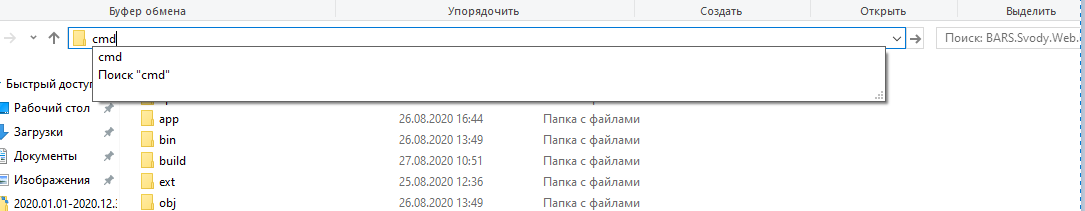 Буфер обмена Упорядочить Создать Открыть Выделить
cmd Поиск: BARS.Svody.Web.
cmd
Поиск "cmd"
Быстрый доступ
Рабочий стол
Загрузки
Документы
Изображения
2020.01.01-2020.12.3
app 26.08.2020 16:44 Папка с файлами
bin 26.08.2020 13:49 Папка с файлами
build 27.08.2020 10:51 Папка с файлами
ext 25.08.2020 12:36 Папка с файлами
obj 26.08.2020 13:49 Папка с файлами